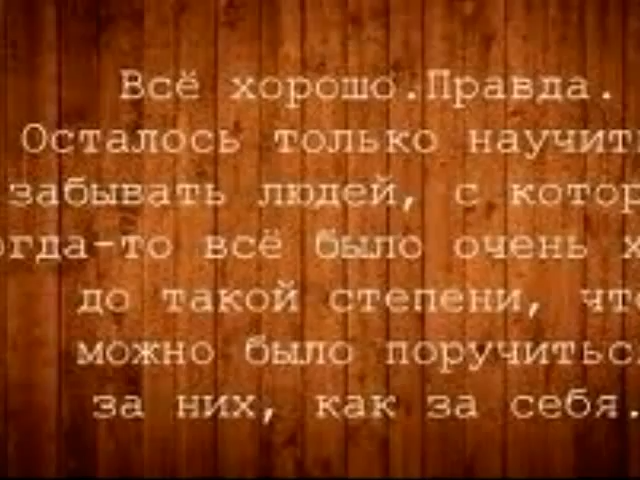 Всё хорошо.Правда.
Осталось только научит
забывать людей, с котор
огда-то всё было очень х
до такой степени, что
можно было поручитьс
за них, как за себя.